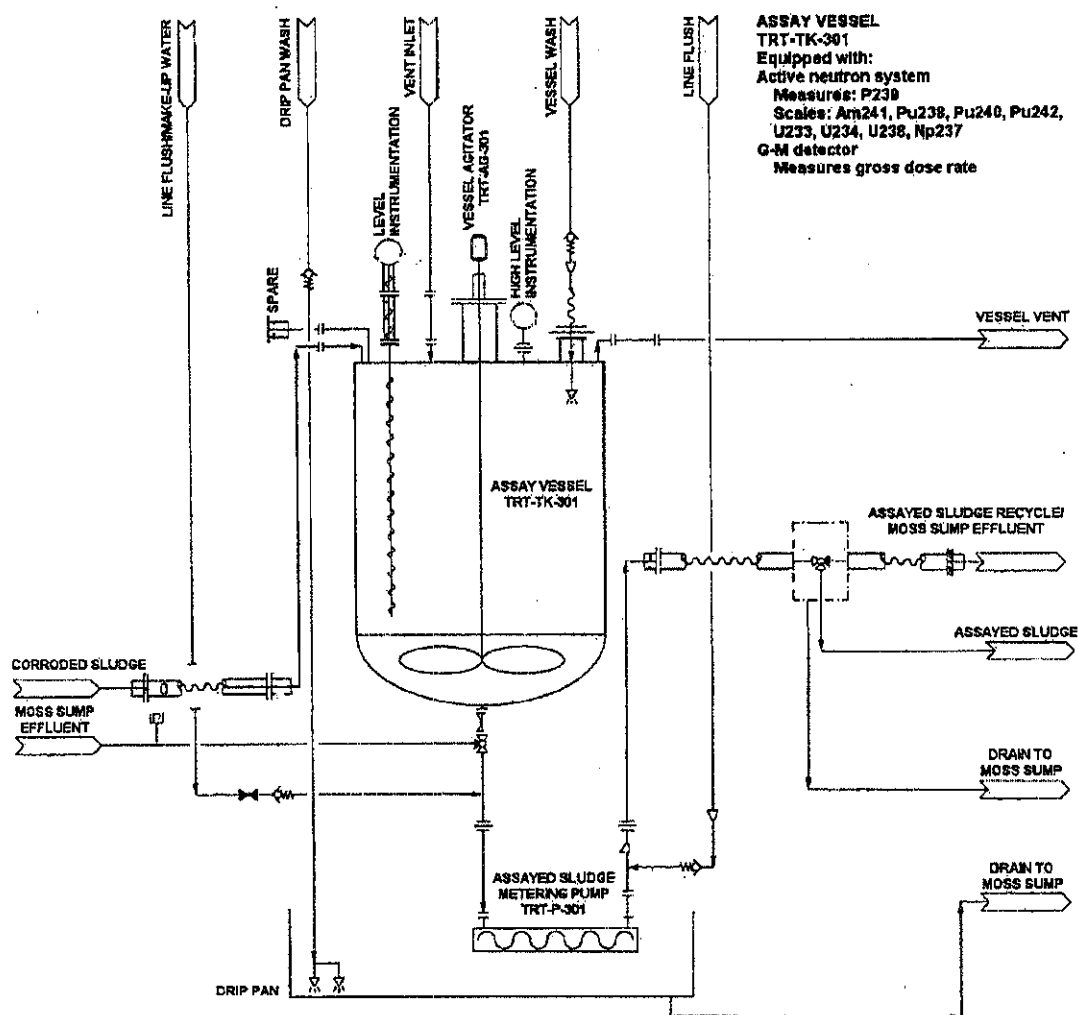 ASSAY VESSEL
TRT-TK-301
Equipped with:
Active neutron system
Measures: P239
Scales: Am241, Pu238, Pu240, Pu242,
U233, U234, U238, Np237
G-M detector
Measures gross dose rate
LINE FLUSH/MAKE-UP WATER
DRIP PAN WASH
VENT INLET
VESSEL WASH
LINE FLUSH
LEVEL
INSTRUMENTATION
VESSEL AGITATOR
TRT-AG-301
HIGH LEVEL
INSTRUMENTATION
SPARE
VESSEL VENT
ASSAY VESSEL
TRT-TK-301
ASSAYED SLUDGE RECYCLE/
MOSS SUMP EFFLUENT
ASSAYED SLUDGE
CORRODED SLUDGE
MOSS SUMP
EFFLUENT
DRAIN TO
MOSS SUMP
ASSAYED SLUDGE
METERING PUMP
TRT-P-301
DRAIN TO
MOSS SUMP
DRIP PAN